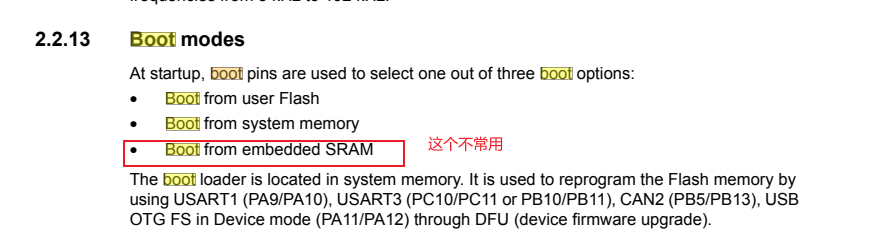 2.2.13 Boot modes
At startup, boot pins are used to select one out of three boot options:
• Boot from user Flash
• Boot from system memory
• Boot from embedded SRAM 这个不常用
The boot loader is located in system memory. It is used to reprogram the Flash memory by
using USART1 (PA9/PA10), USART3 (PC10/PC11 or PB10/PB11), CAN2 (PB5/PB13), USB
OTG FS in Device mode (PA11/PA12) through DFU (device firmware upgrade).